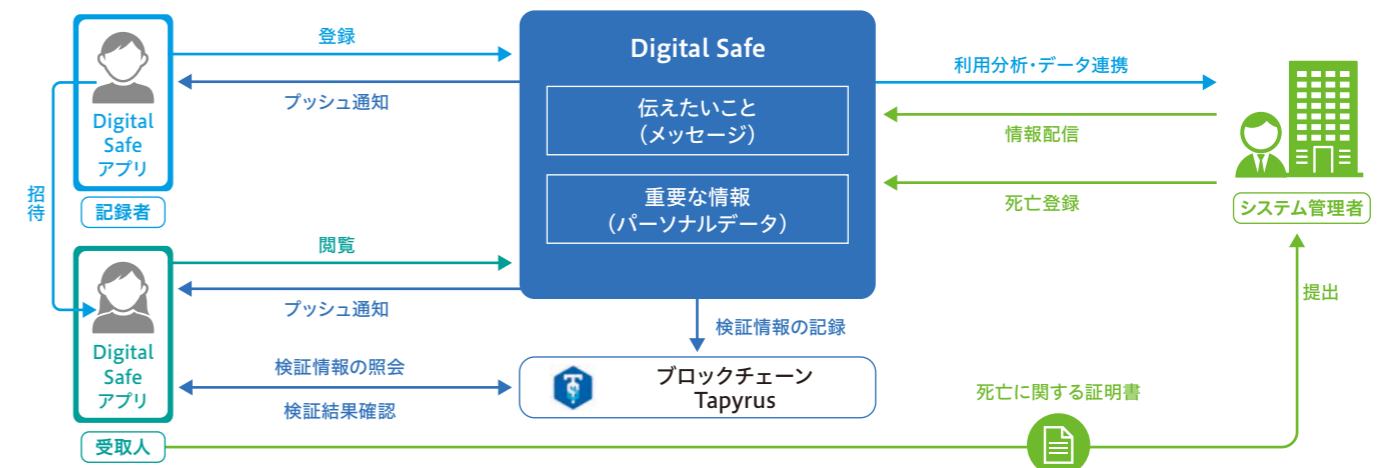 登録
プッシュ通知
Digital
Safe
アプリ
記録者
招待
Digital Safe
伝えたいこと
（メッセージ）
重要な情報
（パーソナルデータ）
利用分析・データ連携
情報配信
死亡登録
システム管理者
閲覧
プッシュ通知
Digital
Safe
アプリ
受取人
検証情報の照会
検証結果確認
検証情報の記録
ブロックチェーン
Tapyrus
提出
死亡に関する証明書